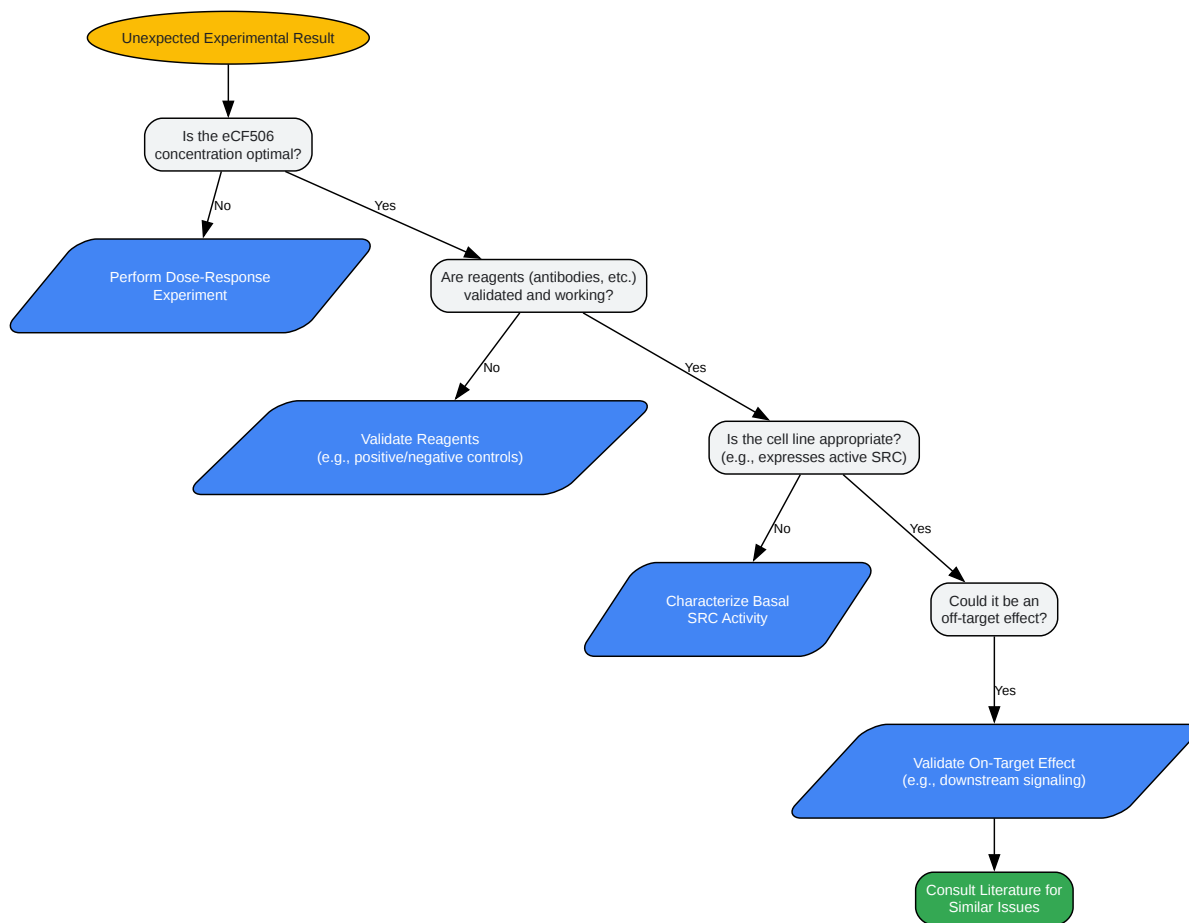 Unexpected Experimental Result
Is the eCF506
concentration optimal?
No
Yes
Perform Dose-Response
Experiment
Are reagents (antibodies, etc.)
validated and working?
No
Yes
Validate Reagents
(e.g., positive/negative controls)
Is the cell line appropriate?
(e.g., expresses active SRC)
No
Yes
Characterize Basal
SRC Activity
Could it be an
off-target effect?
Yes
Validate On-Target Effect
(e.g., downstream signaling)
Consult Literature for
Similar Issues